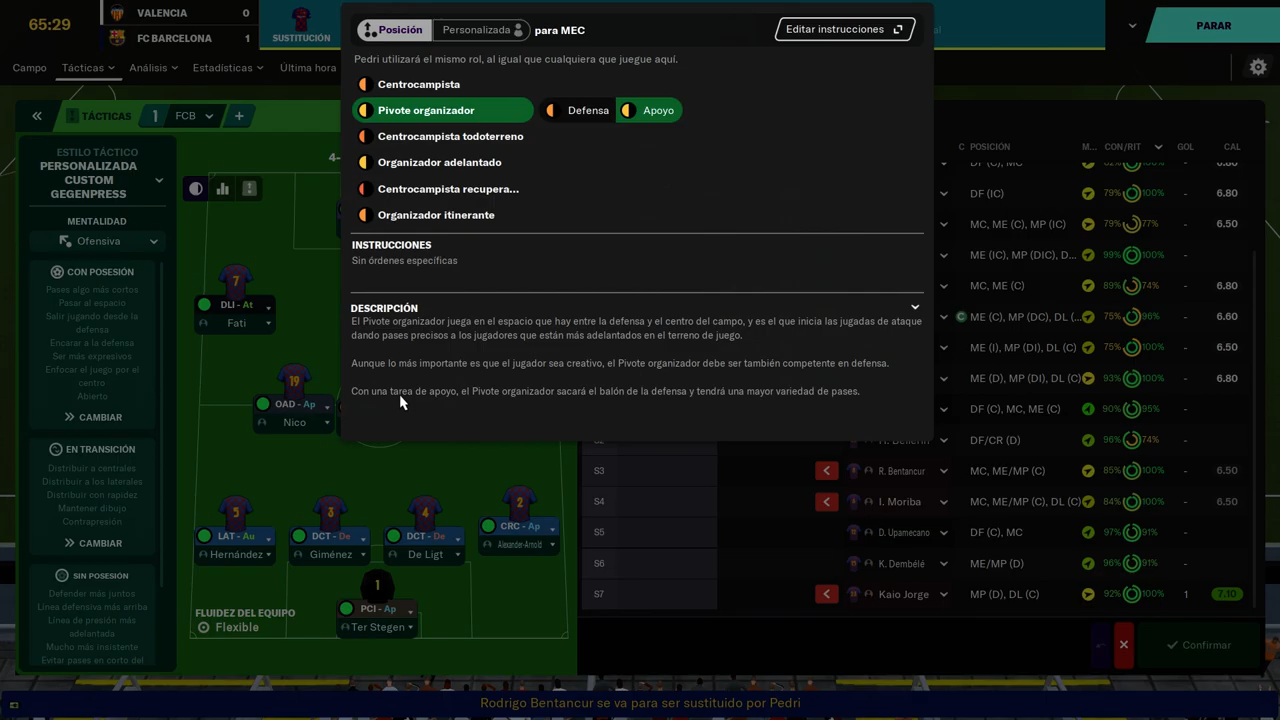 65:29
VALENCIA 0
FC BARCELONA 1
SUSTITUCIÓN
PARAR
Campo
Tácticas
Análisis
Estadísticas
Última hora
Posición
Personalizada
para MEC
Editar instrucciones
Pedri utilizará el mismo rol, al igual que cualquiera que juegue aquí.
Centrocampista
Pivote organizador Defensa Apoyo
Centrocampista todoterreno
Organizador adelantado
Centrocampista recupera...
Organizador itinerante
INSTRUCCIONES
Sin órdenes específicas
DESCRIPCIÓN
El Pivote organizador juega en el espacio que hay entre la defensa y el centro del campo, y es el que inicia las jugadas de ataque
dando pases precisos a los jugadores que están más adelantados en el terreno de juego.
Aunque lo más importante es que el jugador sea creativo, el Pivote organizador debe ser también competente en defensa.
Con una tarea de apoyo, el Pivote organizador sacará el balón de la defensa y tendrá una mayor variedad de pases.
TÁCTICAS
1 FCB
ESTILO TÁCTICO
PERSONALIZADA
CUSTOM
GEGENPRESS
MENTALIDAD
Ofensiva
CON POSESIÓN
Pases algo más cortos
Pasar al espacio
Salir jugando desde la
defensa
Encarar a la defensa
Ser más expresivos
Enfocar el juego por el
centro
Abierto
CAMBIAR
EN TRANSICIÓN
Distribuir a centrales
Distribuir a los laterales
Distribuir con rapidez
Mantener dibujo
Contrapresión
CAMBIAR
SIN POSESIÓN
Defender más juntos
Línea defensiva más arriba
Línea de presión más
adelantada
Mucho más insistente
Evitar pases en corto del
4-
7
DLI - At
Fati
19
OAD - Ap
Nico
5
LAT - Au
Hernández
3
DCT - De
Giménez
4
DCT - De
De Ligt
2
CRC - Ap
Alexander-Arnold
1
PCI - Ap
Ter Stegen
FLUIDEZ DEL EQUIPO
Flexible
C POSICIÓN M... CON/RIT GOL CAL
DF (C), MC 100% - 6.80
DF (IC) 79% 100% - 6.80
MC, ME (C), MP (IC) 79% 77% - 6.50
ME (IC), MP (DIC), D... 99% 100% -
MC, ME (C) 89% 74% - 6.80
C ME (C), MP (DC), DL (... 75% 96% - 6.60
ME (I), MP (DI), DL (C) 75% 100% - 6.80
ME (D), MP (DI), DL (C) 93% 100% - 6.80
DF (C), ME (C) 90% 95% -
S2 H. Bellerín DF/CR (D) 96% 74% -
S3 R. Bentancur MC, ME/MP (C) 85% 100% - 6.50
S4 I. Moriba MC, ME/MP (C), DL (C) 84% 100% - 6.50
S5 D. Upamecano DF (C), MC 97% 91% -
S6 K. Dembélé ME/MP (D) 96% 91% -
S7 Kaio Jorge MP (D), DL (C) 92% 100% 1 7.10
Confirmar
Rodrigo Bentancur se va para ser sustituido por Pedri